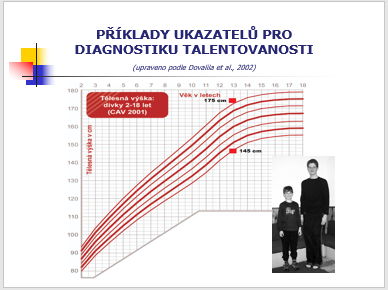 PŘÍKLADY UKAZATELŮ PRO
DIAGNOSTIKU TALENTOVANOSTI
(upraveno podle Dovalila et al., 2002)
2 3 4 5 6 7 8 9 10 11 12 13 14 15 16 17 18
Věk v letech
Tělesná výška:
dívky 2-18 let
(CAV 2001)
175 cm
145 cm
Tělesná výška v cm
180
170
160
150
140
130
120
110
100
90
80